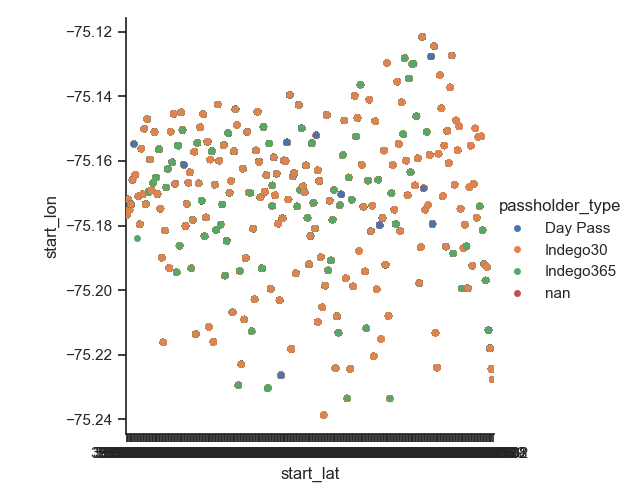 −75.12
−75.14
−75.16
−75.18
−75.20
−75.22
−75.24
start_lon
start_lat
passholder_type
Day Pass
Indego30
Indego365
nan